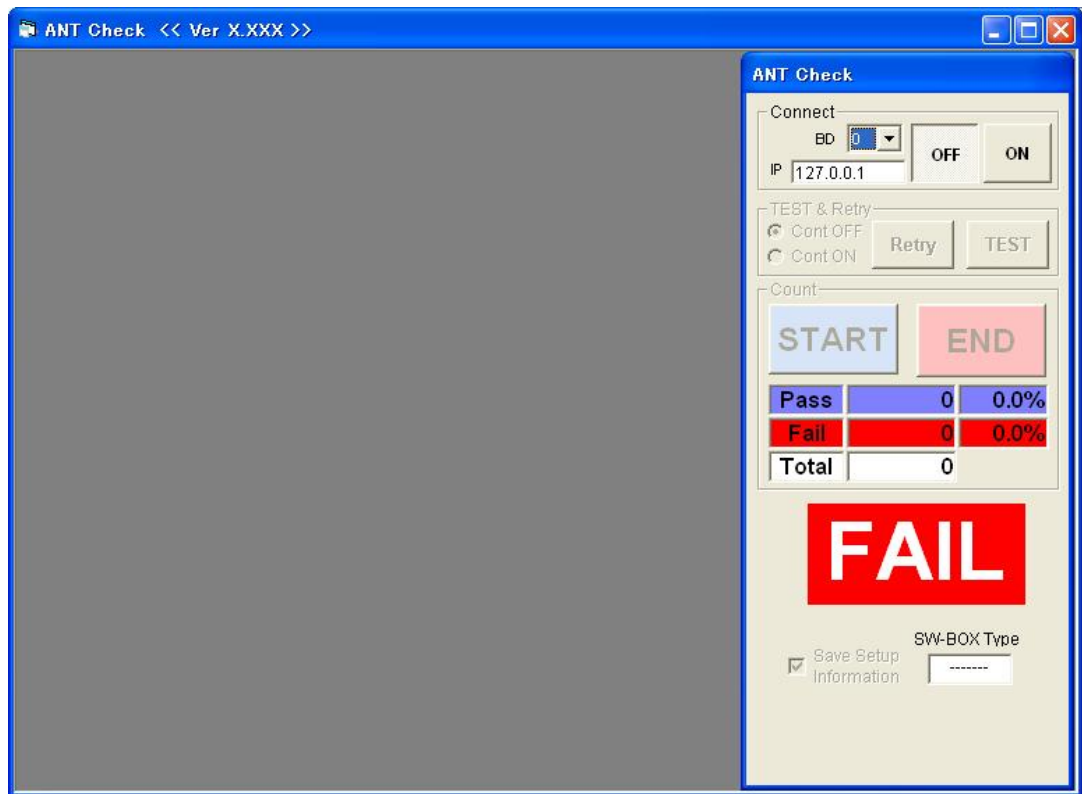 ANT Check << Ver X.XXX >>
ANT Check
Connect
BD 0
OFF ON
IP 127.0.0.1
TEST & Retry
Cont OFF
Cont ON
Retry TEST
Count
START END
Pass 0 0.0%
Fail 0 0.0%
Total 0
FAIL
SW-BOX Type
Save Setup
Information
-------